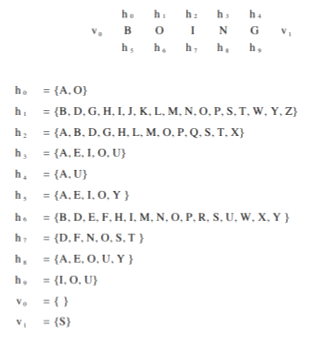 h₀ h₁ h₂ h₃ h₄
v₀ B O I N G v₁
h₅ h₆ h₇ h₈ h₉
h₀ = {A, O}
h₁ = {B, D, G, H, I, J, K, L, M, N, O, P, S, T, W, Y, Z}
h₂ = {A, B, D, G, H, L, M, O, P, Q, S, T, X}
h₃ = {A, E, I, O, U}
h₄ = {A, U}
h₅ = {A, E, I, O, Y}
h₆ = {B, D, E, F, H, I, M, N, O, P, R, S, U, W, X, Y }
h₇ = {D, F, N, O, S, T }
h₈ = {A, E, O, U, Y }
h₉ = {I, O, U}
v₀ = { }
v₁ = {S}